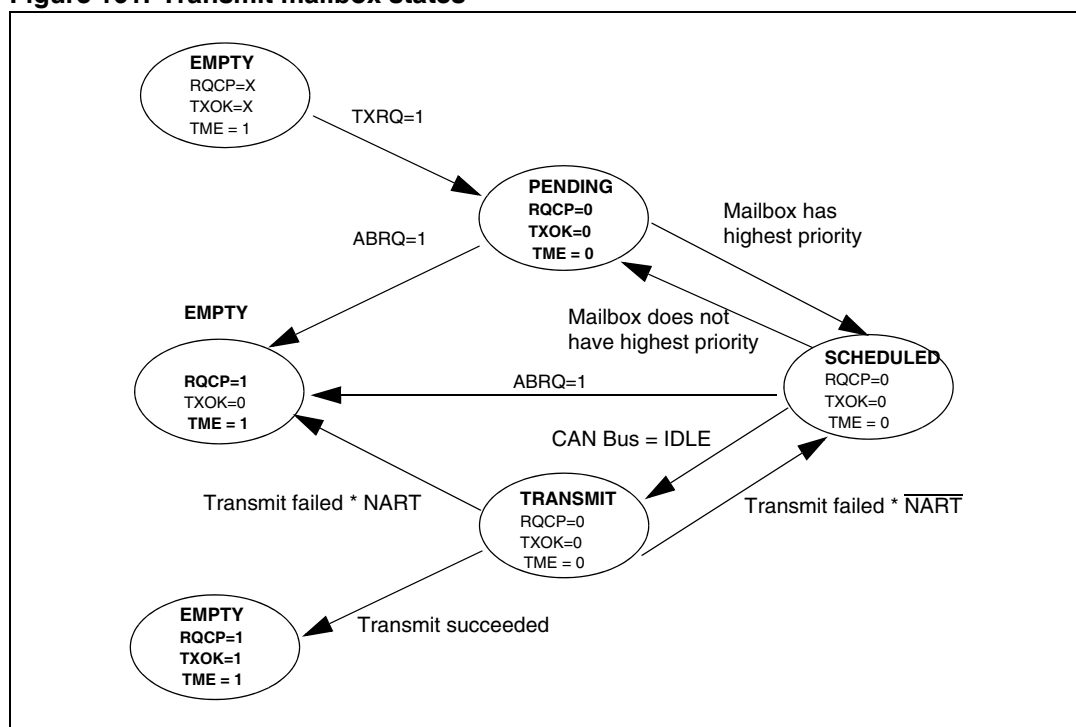 Figure Transmit mailbox states
EMPTY
RQCP=X
TXOK=X
TME = 1
TXRQ=1
PENDING
RQCP=0
TXOK=0
TME = 0
Mailbox has
highest priority
ABRQ=1
EMPTY
Mailbox does not
have highest priority
SCHEDULED
RQCP=0
TXOK=0
TME = 0
RQCP=1
TXOK=0
TME = 1
ABRQ=1
CAN Bus = IDLE
Transmit failed * NART
TRANSMIT
RQCP=0
TXOK=0
TME = 0
Transmit failed * N̅A̅R̅T̅
EMPTY
RQCP=1
TXOK=1
TME = 1
Transmit succeeded